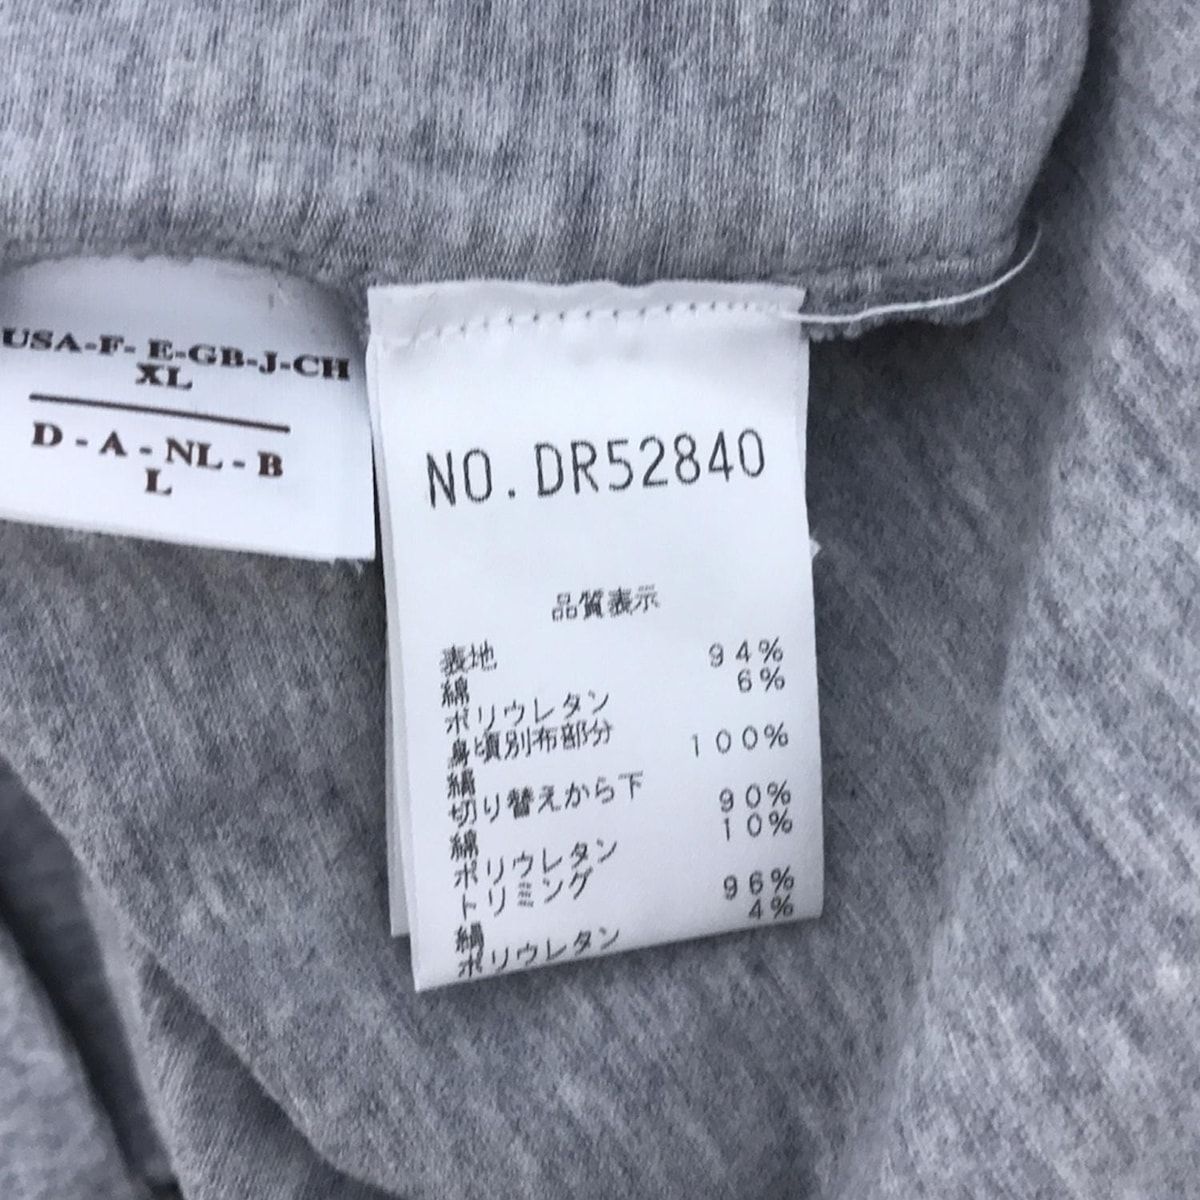 USA-F-E-GB-J-CH
XL
D - A - NL - B
L
NO.DR52840
品質表示
表地
綿 94%
ポリウレタン 6%
身頃別布部分
絹 100%
切り替えから下
綿 90%
ポリウレタン 10%
トリミング
絹 96%
ポリウレタン 4%